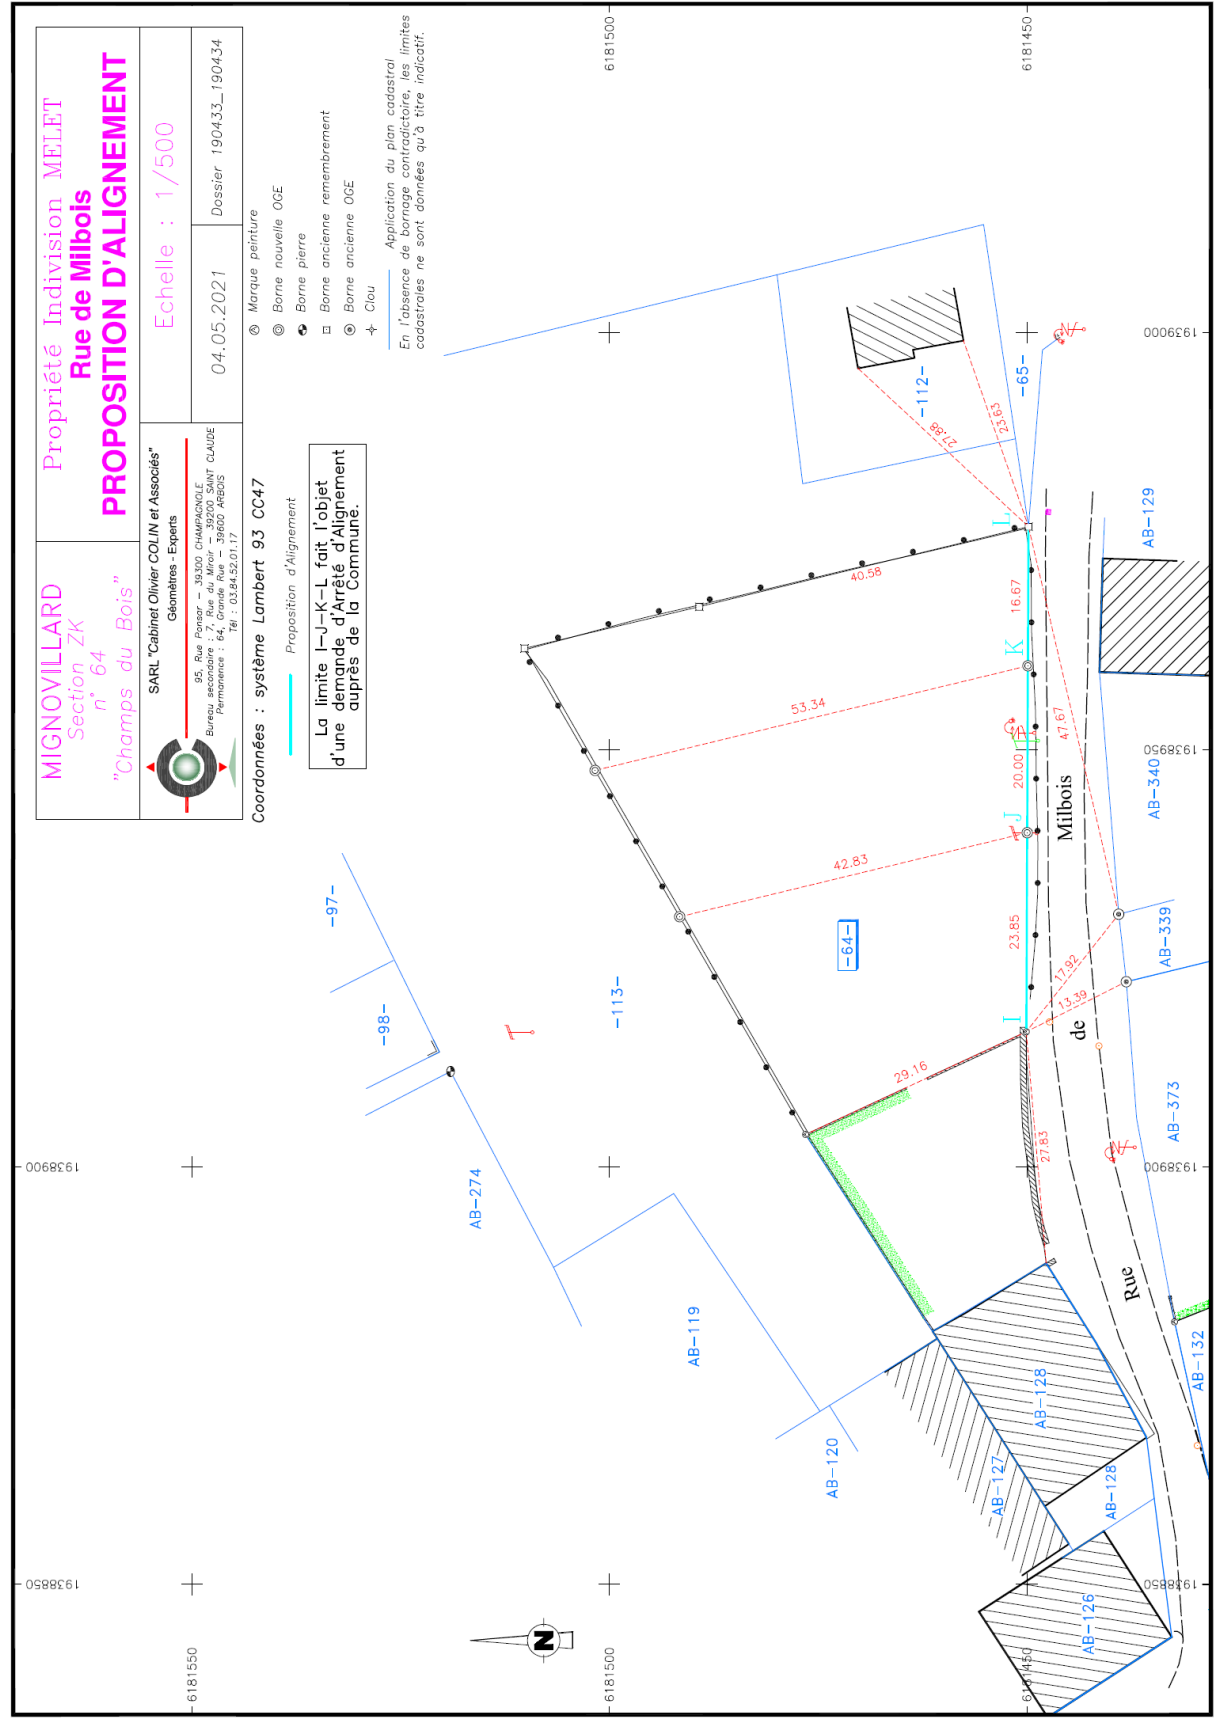 MIGNOVILLARD
Section ZK
n° 64
"Champs du Bois"
Propriété Indivision MELET
Rue de Milbois
PROPOSITION D'ALIGNEMENT
SARL "Cabinet Olivier COLIN et Associés"
Géomètres - Experts
95, Rue Ponsar - 39300 CHAMPAGNOLE
Bureau secondaire : 7, Rue du Miroir - 39200 SAINT CLAUDE
Permanence : 64, Grande Rue - 39600 ARBOIS
Tél : 03.84.52.01.17
Echelle : 1/500
04.05.2021
Dossier 190433_190434
Coordonnées : système Lambert 93 CC47
Proposition d'Alignement
La limite I-J-K-L fait l'objet
d'une demande d'Arrêté d'Alignement
auprès de la Commune.
Marque peinture
Borne nouvelle OGE
Borne pierre
Borne ancienne remembrement
Borne ancienne OGE
Clou
Application du plan cadastral
En l'absence de bornage contradictoire, les limites
cadastrales ne sont données qu'à titre indicatif.
1938850
1938900
6181550
6181500
6181450
6181500
6181450
1938850
1938950
1939000
N
-97-
-98-
-113-
-64-
-112-
-65-
AB-274
AB-119
AB-120
AB-127
AB-128
AB-128
AB-126
AB-132
AB-373
AB-339
AB-340
AB-129
I
J
K
L
T
29.16
42.83
53.34
40.58
27.88
23.63
16.67
20.00
23.85
47.67
17.92
13.39
27.83
Rue
de
Milbois